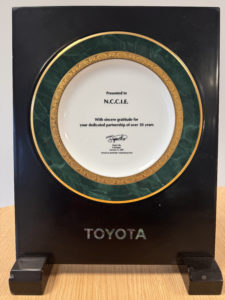 Presented to
N.C.C.I.E.
With sincere gratitude for
your dedicated partnership of over 35 years
TOYOTA